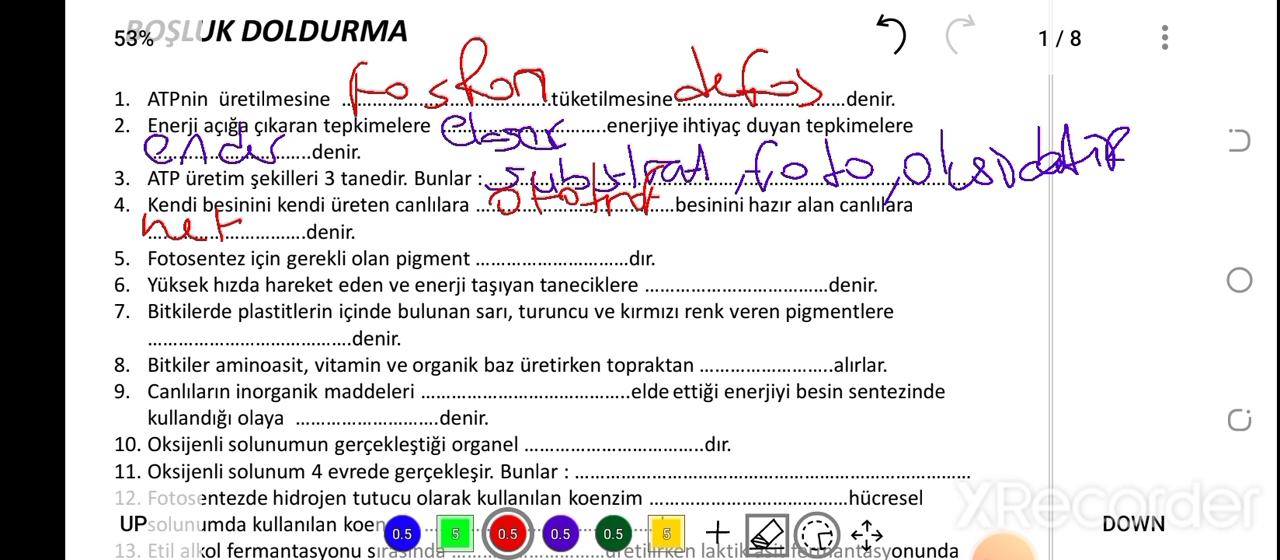 BOŞLUK DOLDURMA
53%
1 / 8
1. ATPnin üretilmesine fosfor tüketilmesine defos denir.
2. Enerji açığa çıkaran tepkimelere ........................enerjiye ihtiyaç duyan tepkimelere
ender denir.
3. ATP üretim şekilleri 3 tanedir. Bunlar : substrat, foto, oksidatif
4. Kendi besinini kendi üreten canlılara ototrof besinini hazır alan canlılara
het denir.
5. Fotosentez için gerekli olan pigment ..........................dır.
6. Yüksek hızda hareket eden ve enerji taşıyan taneciklere ................................denir.
7. Bitkilerde plastitlerin içinde bulunan sarı, turuncu ve kırmızı renk veren pigmentlere
...................................denir.
8. Bitkiler aminoasit, vitamin ve organik baz üretirken topraktan .......................alırlar.
9. Canlıların inorganik maddeleri ....................................elde ettiği enerjiyi besin sentezinde
kullandığı olaya .........................denir.
10. Oksijenli solunumun gerçekleştiği organel ...............................dır.
11. Oksijenli solunum 4 evrede gerçekleşir. Bunlar : ....................................................................
12. Fotosentezde hidrojen tutucu olarak kullanılan koenzim ..................................hücresel
UP solunumda kullanılan koen
0.5 5 0.5 0.5 0.5 5
DOWN
XRecorder
13. Etil alkol fermantasyonu sırasında ........................üretilirken laktik asit fermantasyonunda